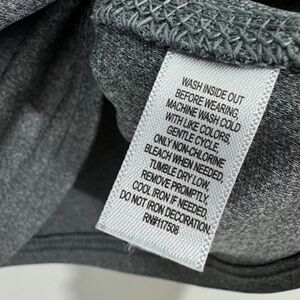 WASH INSIDE OUT
BEFORE WEARING,
MACHINE WASH COLD
WITH LIKE COLORS,
GENTLE CYCLE.
ONLY NON-CHLORINE
BLEACH WHEN NEEDED.
TUMBLE DRY LOW.
REMOVE PROMPTLY.
COOL IRON IF NEEDED,
DO NOT IRON DECORATION.
RN#117508